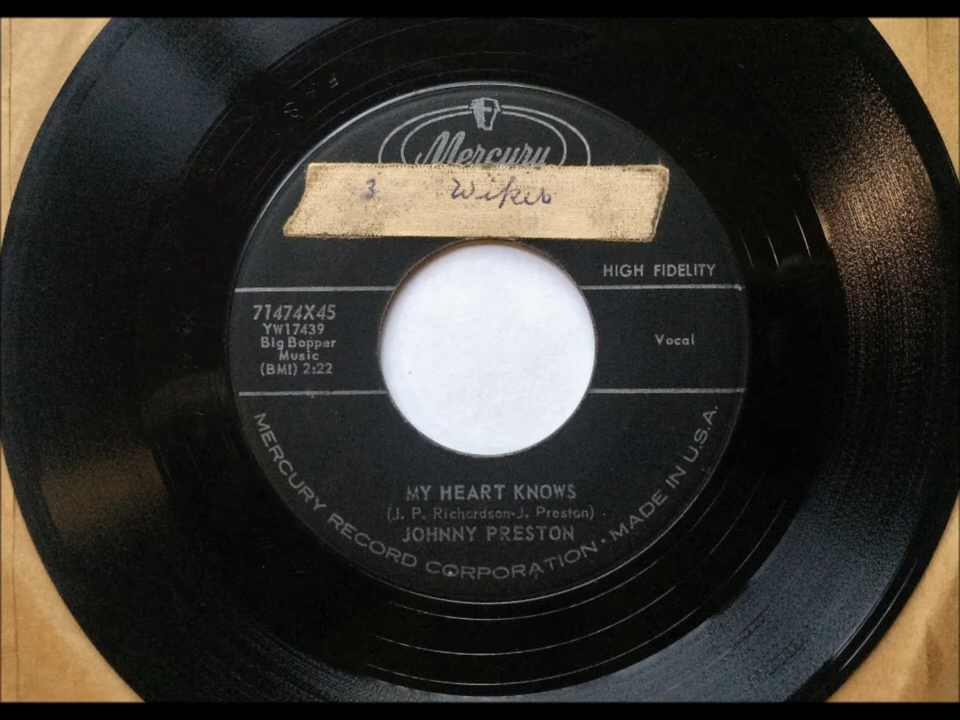 Mercury
3 Wikes
HIGH FIDELITY
71474X45
YW17439
Big Bopper
Music
(BMI) 2:22
Vocal
MY HEART KNOWS
(J. P. Richardson-J. Preston)
JOHNNY PRESTON
MERCURY RECORD CORPORATION • MADE IN U.S.A.